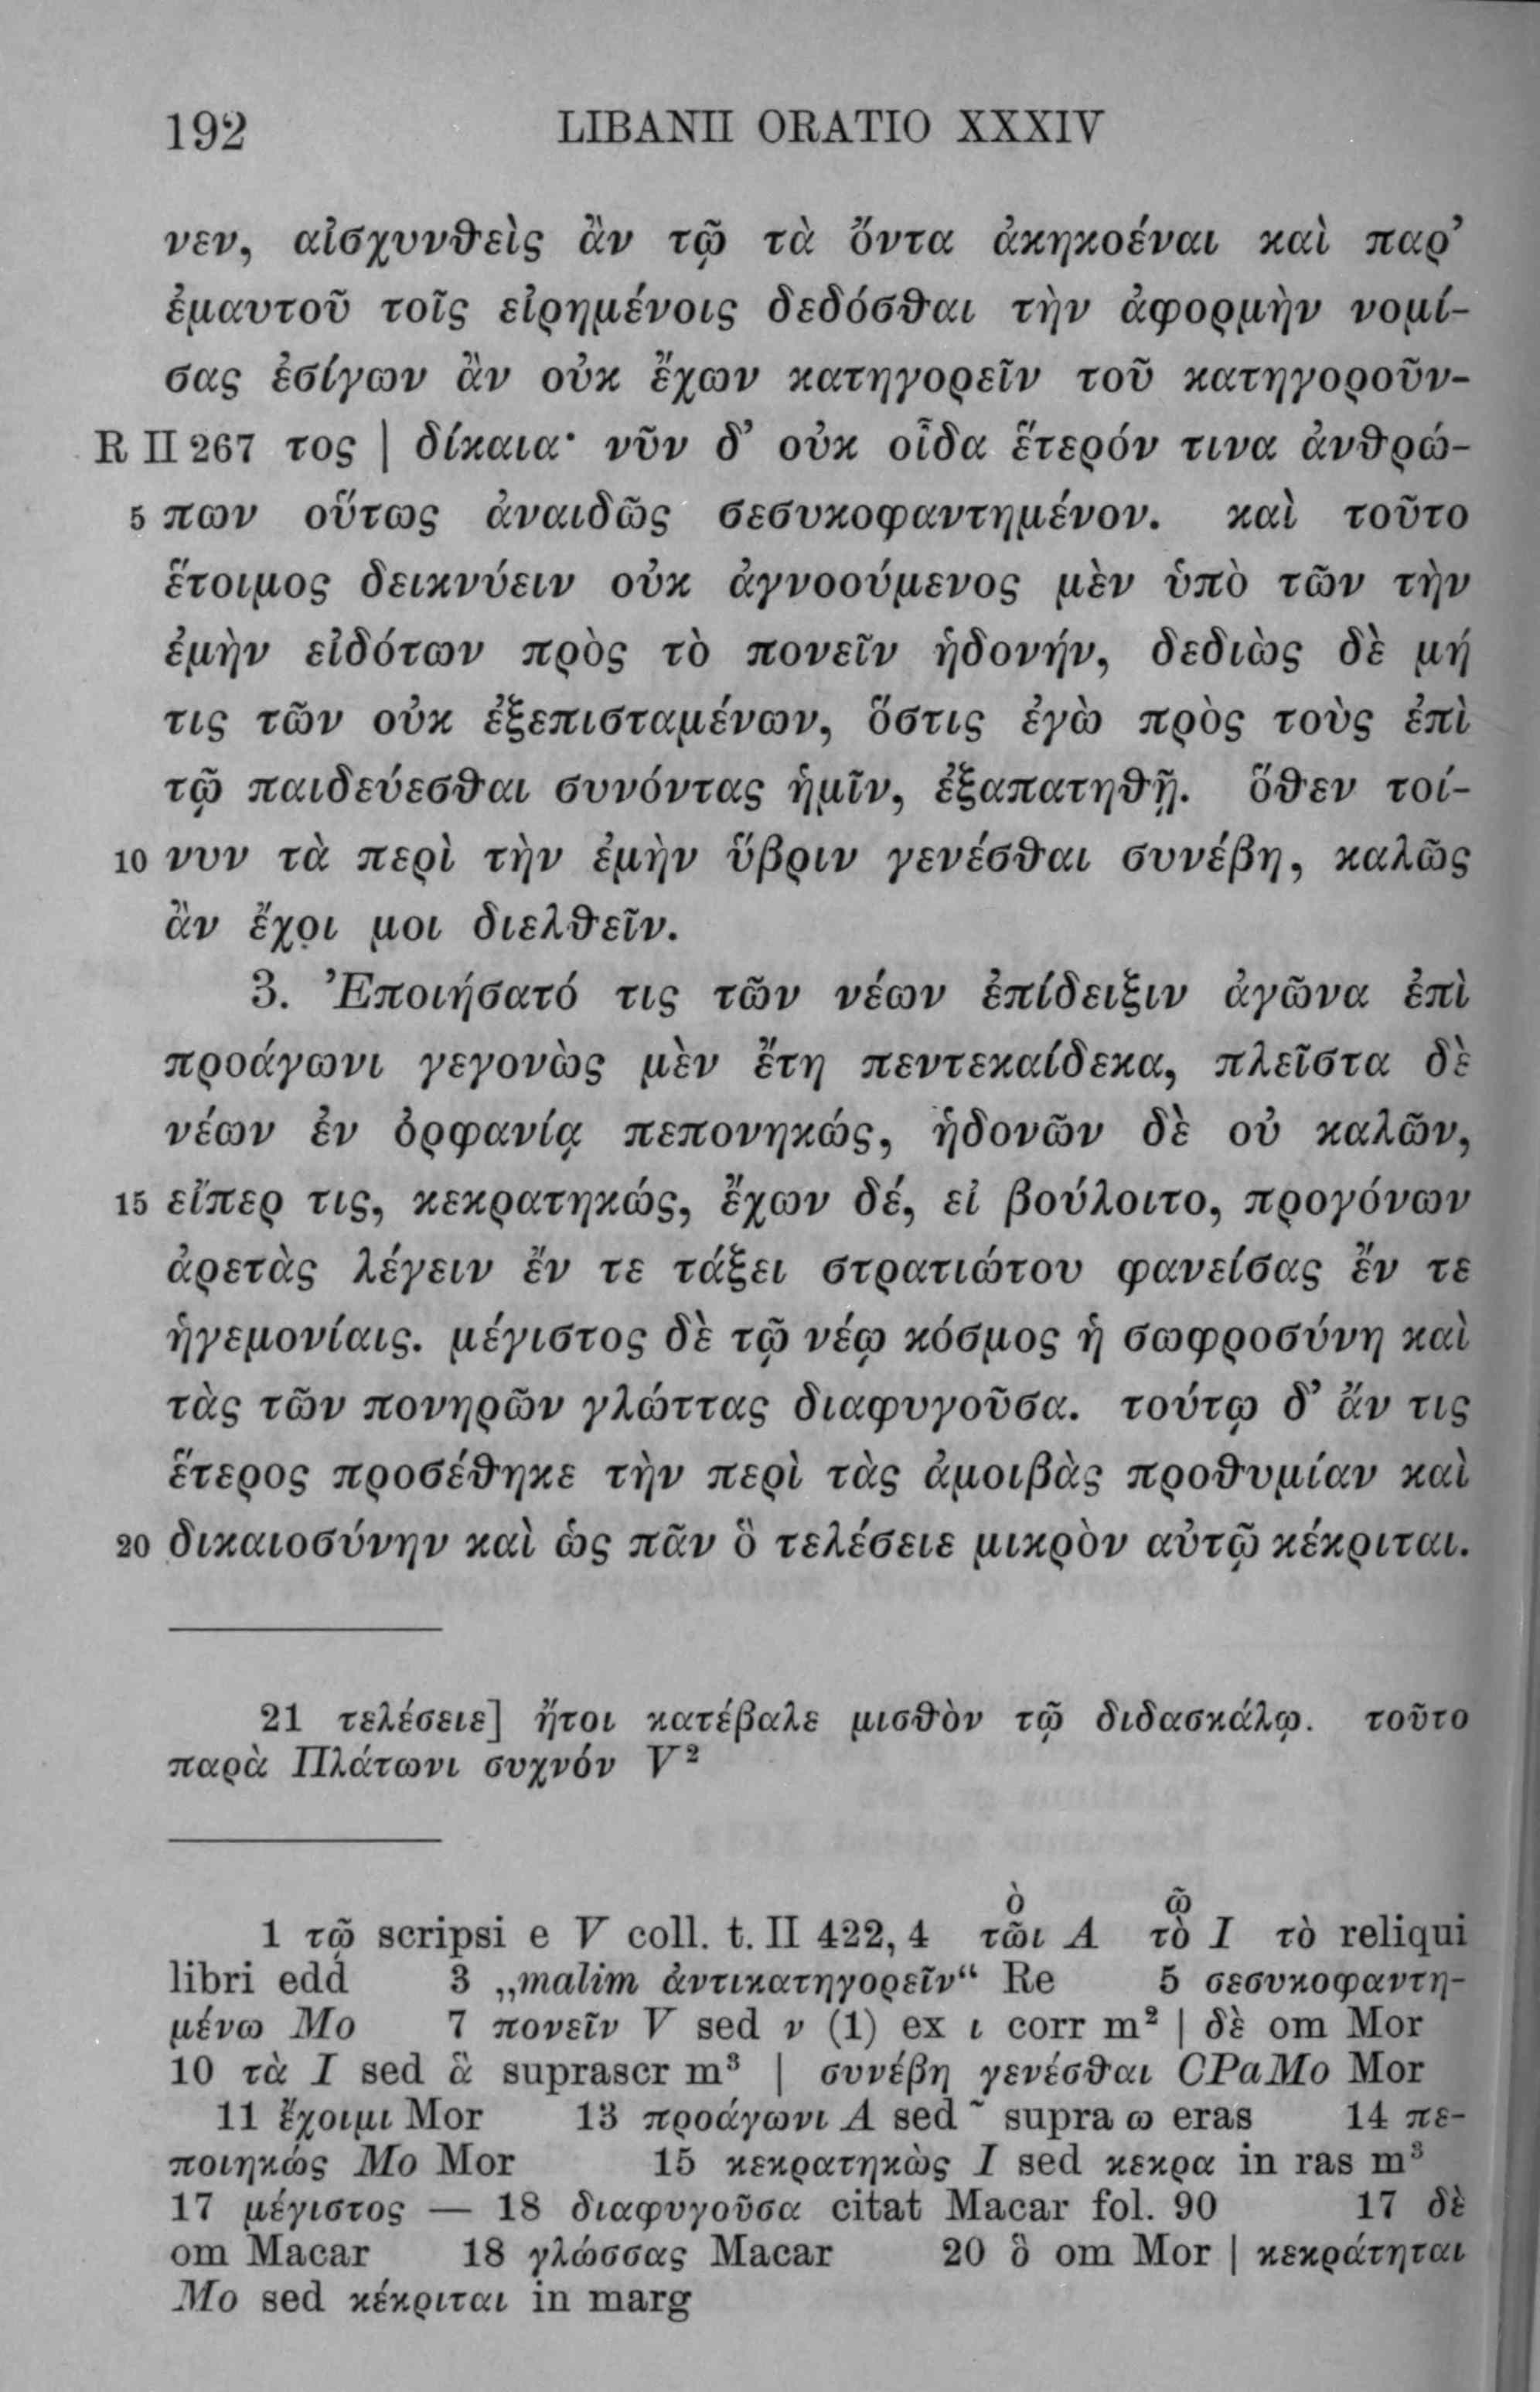 192 LIBANII ORATIO XXXIV
νεν, αἰσχυνθεὶς ἂν τῷ τὰ ὄντα ἀκηκοέναι καὶ παρ’
ἐμαυτοῦ τοῖς εἰρημένοις δεδόσθαι τὴν ἀφορμὴν νομί-
σας ἐσίγων ἂν οὐκ ἔχων κατηγορεῖν τοῦ κατηγοροῦν-
R II 267 τος | δίκαια· νῦν δ’ οὐκ οἶδα ἕτερόν τινα ἀνθρώ-
5 πων οὕτως ἀναιδῶς σεσυκοφαντημένον. καὶ τοῦτο
ἕτοιμος δεικνύειν οὐκ ἀγνοούμενος μὲν ὑπὸ τῶν τὴν
ἐμὴν εἰδότων πρὸς τὸ πονεῖν ἡδονήν, δεδιὼς δὲ μή
τις τῶν οὐκ ἐξεπισταμένων, ὅστις ἐγὼ πρὸς τοὺς ἐπὶ
τῷ παιδεύεσθαι συνόντας ἡμῖν, ἐξαπατηθῇ. ὅθεν τοί-
10 νυν τὰ περὶ τὴν ἐμὴν ὕβριν γενέσθαι συνέβη, καλῶς
ἂν ἔχοι μοι διελθεῖν.
3. Ἐποιήσατό τις τῶν νέων ἐπίδειξιν ἀγῶνα ἐπὶ
προάγωνι γεγονὼς μὲν ἔτη πεντεκαίδεκα, πλεῖστα δὲ
νέων ἐν ὀρφανίᾳ πεπονηκώς, ἡδονῶν δὲ οὐ καλῶν,
15 εἴπερ τις, κεκρατηκώς, ἔχων δέ, εἰ βούλοιτο, προγόνων
ἀρετὰς λέγειν ἔν τε τάξει στρατιώτου φανείσας ἔν τε
ἡγεμονίαις. μέγιστος δὲ τῷ νέῳ κόσμος ἡ σωφροσύνη καὶ
τὰς τῶν πονηρῶν γλώττας διαφυγοῦσα. τούτῳ δ’ ἄν τις
ἕτερος προσέθηκε τὴν περὶ τὰς ἀμοιβὰς προθυμίαν καὶ
20 δικαιοσύνην καὶ ὡς πᾶν ὃ τελέσειε μικρὸν αὐτῷ κέκριται.
21 τελέσειε] ἤτοι κατέβαλε μισθὸν τῷ διδασκάλῳ. τοῦτο
παρὰ Πλάτωνι συχνόν V²
ὸ ῶ
1 τῷ scripsi e V coll. t. II 422, 4 τῶι A τὸ I τὸ reliqui
libri edd 3 „malim ἀντικατηγορεῖν“ Re 5 σεσυκοφαντη-
μένω Mo 7 πονεῖν V sed ν (1) ex ι corr m² | δὲ om Mor
10 τὰ I sed ἃ suprascr m³ | συνέβη γενέσθαι CPaMo Mor
11 ἔχοιμι Mor 13 προάγωνι A sed ˜ supra ω eras 14 πε-
ποιηκώς Mo Mor 15 κεκρατηκὼς I sed κεκρα in ras m³
17 μέγιστος — 18 διαφυγοῦσα citat Macar fol. 90 17 δὲ
om Macar 18 γλώσσας Macar 20 ὃ om Mor | κεκράτηται
Mo sed κέκριται in marg